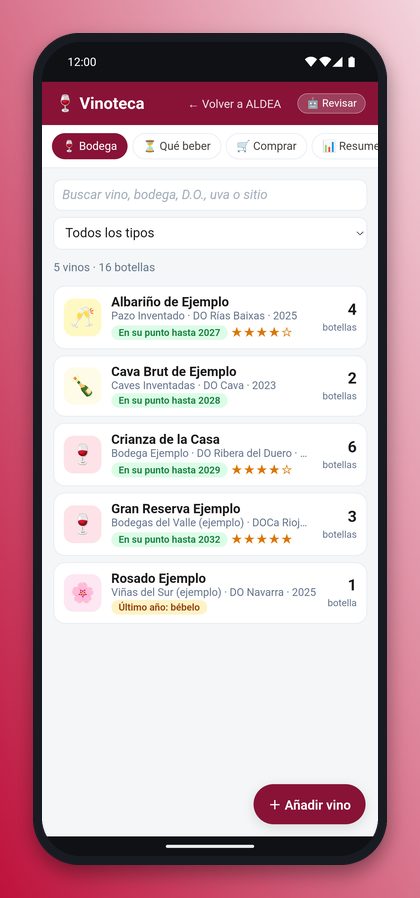 12:00
Vinoteca
← Volver a ALDEA
Revisar
Bodega
Qué beber
Comprar
Resume
Buscar vino, bodega, D.O., uva o sitio
Todos los tipos
5 vinos · 16 botellas
Albariño de Ejemplo
Pazo Inventado · DO Rías Baixas · 2025
En su punto hasta 2027 ★★★★☆
4
botellas
Cava Brut de Ejemplo
Caves Inventadas · DO Cava · 2023
En su punto hasta 2028
2
botellas
Crianza de la Casa
Bodega Ejemplo · DO Ribera del Duero · ...
En su punto hasta 2029 ★★★★☆
6
botellas
Gran Reserva Ejemplo
Bodegas del Valle (ejemplo) · DOCa Rioj...
En su punto hasta 2032 ★★★★★
3
botellas
Rosado Ejemplo
Viñas del Sur (ejemplo) · DO Navarra · 2025
Último año: bébelo
1
botella
+ Añadir vino